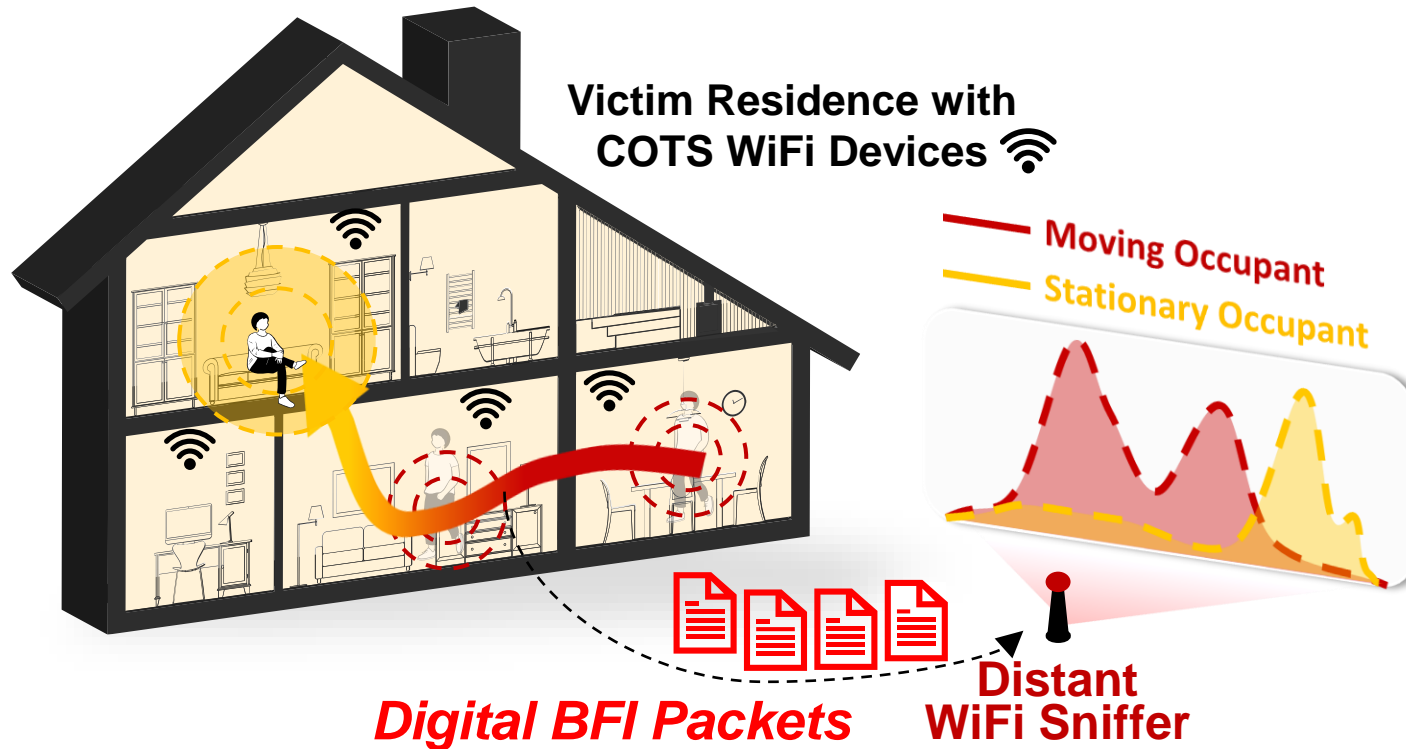 Victim Residence with
COTS WiFi Devices
Moving Occupant
Stationary Occupant
Digital BFI Packets
Distant
WiFi Sniffer